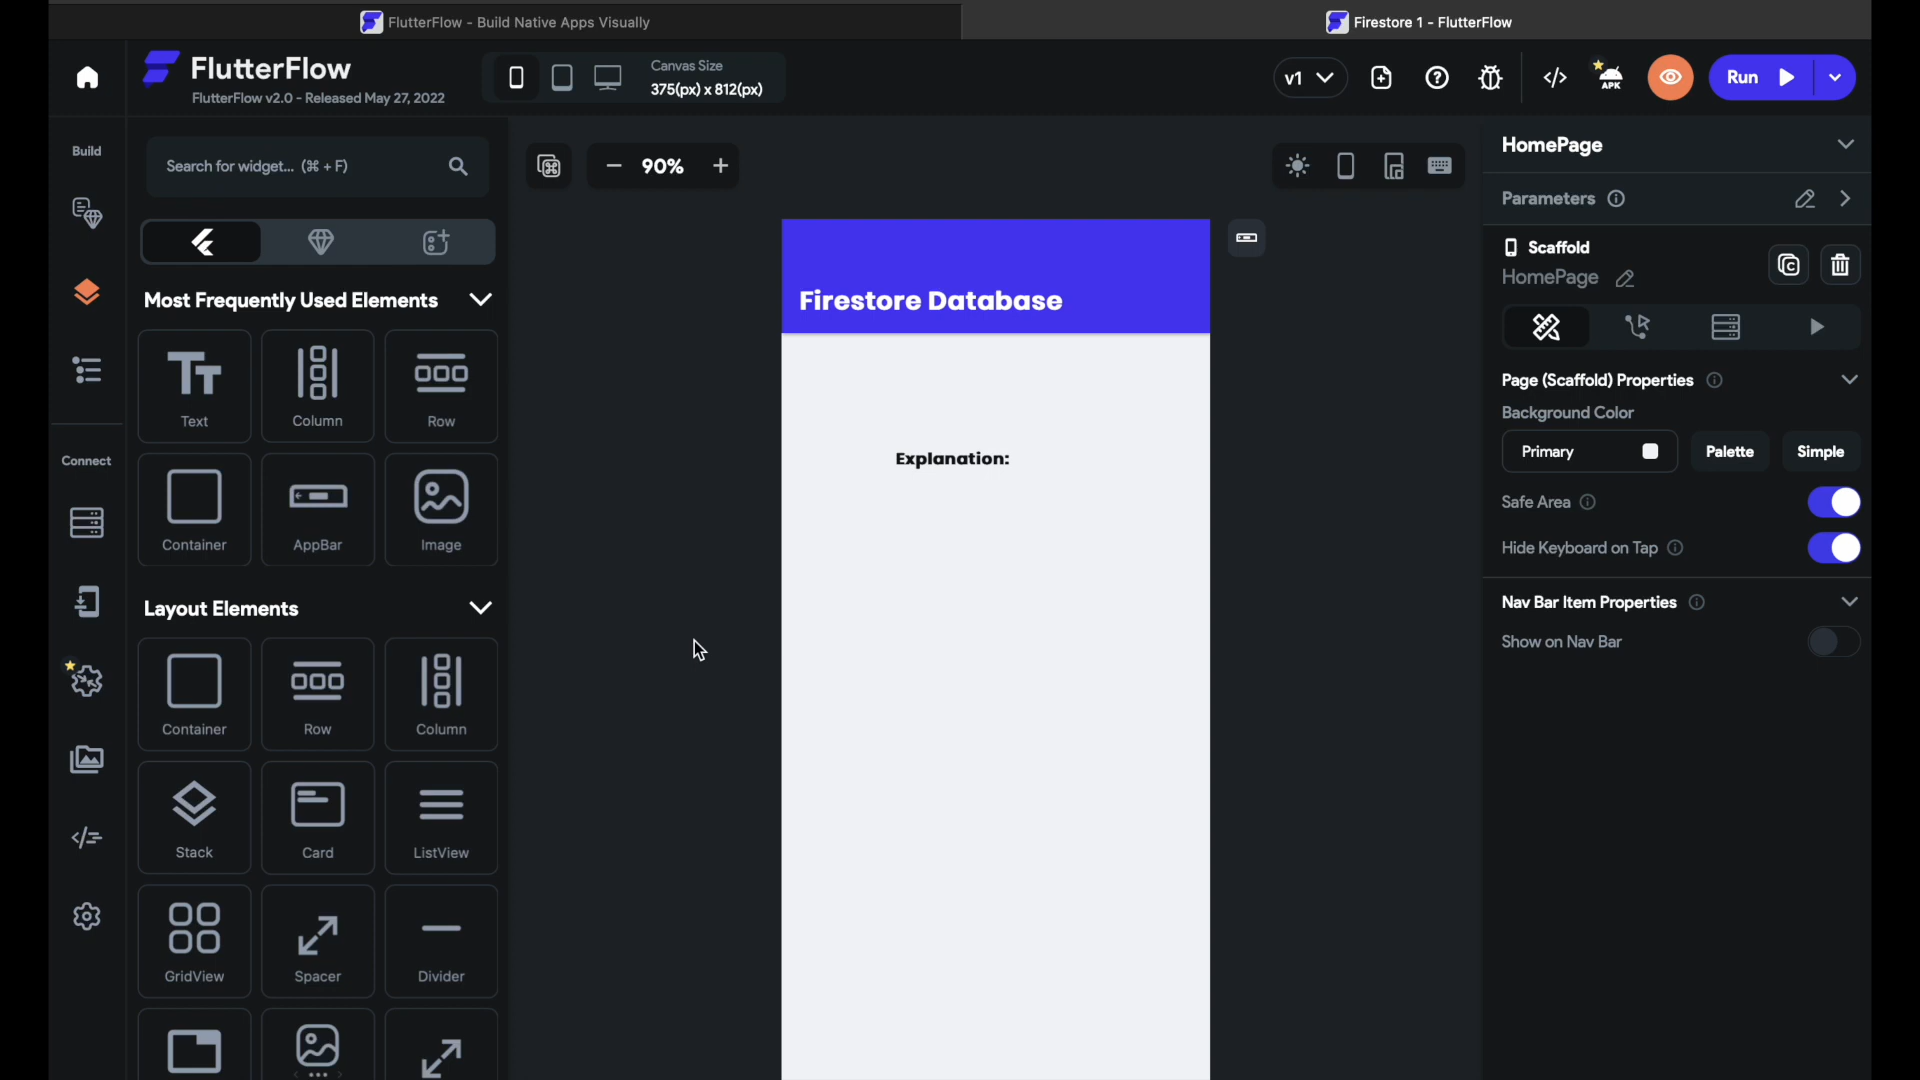 FlutterFlow - Build Native Apps Visually
Firestore 1 - FlutterFlow
FlutterFlow
FlutterFlow v2.0 - Released May 27, 2022
Canvas Size
375(px) x 812(px)
v1
APK
Run
Build
Search for widget... (⌘ + F)
90%
HomePage
Parameters
Scaffold
HomePage
Most Frequently Used Elements
Text
Column
Row
Container
AppBar
Image
Firestore Database
Explanation:
Page (Scaffold) Properties
Background Color
Primary
Palette
Simple
Safe Area
Hide Keyboard on Tap
Nav Bar Item Properties
Show on Nav Bar
Connect
Layout Elements
Container
Row
Column
Stack
Card
ListView
GridView
Spacer
Divider